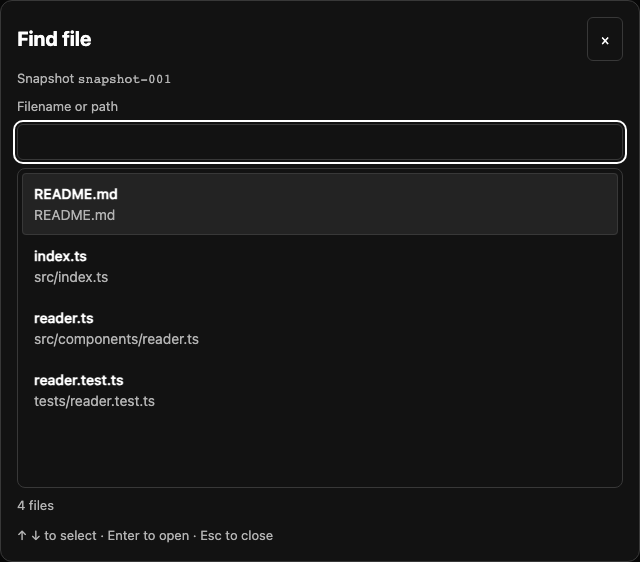 Find file
×
Snapshot snapshot-001
Filename or path
README.md
README.md
index.ts
src/index.ts
reader.ts
src/components/reader.ts
reader.test.ts
tests/reader.test.ts
4 files
↑ ↓ to select · Enter to open · Esc to close